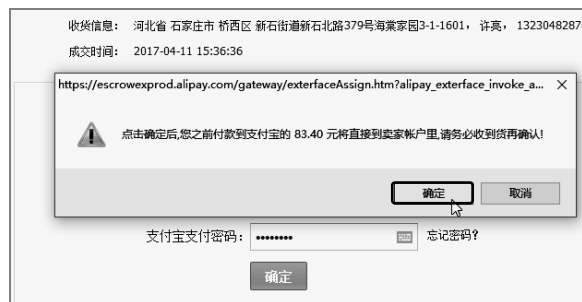 收货信息： 河北省 石家庄市 桥西区 新石街道新石北路379号海棠家园3-1-1601， 许亮， 1323048287
成交时间： 2017-04-11 15:36:36
https://escrowexprod.alipay.com/gateway/exterfaceAssign.htm?alipay_exterface_invoke_a...
点击确定后,您之前付款到支付宝的 83.40 元将直接到卖家帐户里,请务必收到货再确认!
确定 取消
支付宝支付密码： •••••••• 忘记密码?
确定